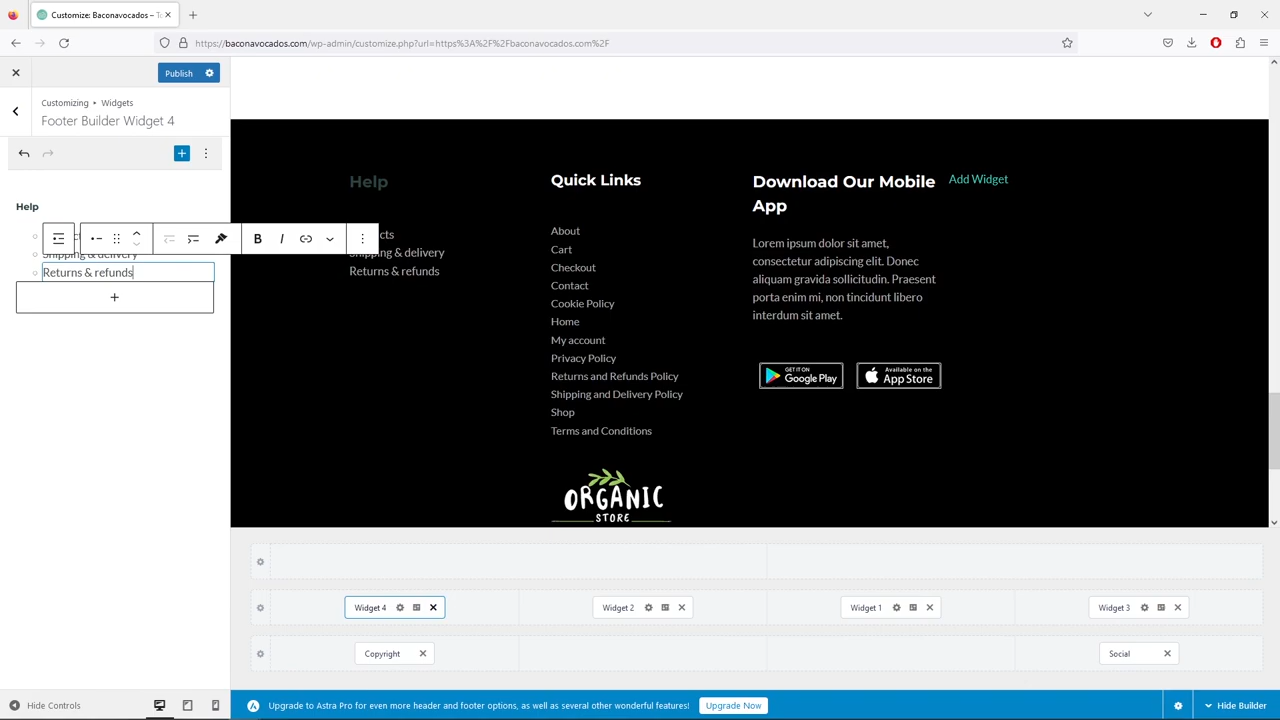 Customize: Baconavocados – T
https://baconavocados.com/wp-admin/customize.php?url=https%3A%2F%2Fbaconavocados.com%2F
Publish
Customizing ▸ Widgets
Footer Builder Widget 4
Help
Shipping & delivery
Returns & refunds
B I
Help
cts
Shipping & delivery
Returns & refunds
Quick Links
About
Cart
Checkout
Contact
Cookie Policy
Home
My account
Privacy Policy
Returns and Refunds Policy
Shipping and Delivery Policy
Shop
Terms and Conditions
ORGANIC
STORE
Download Our Mobile
App
Lorem ipsum dolor sit amet,
consectetur adipiscing elit. Donec
aliquam gravida sollicitudin. Praesent
porta enim mi, non tincidunt libero
interdum sit amet.
GET IT ON
Google Play
Available on the
App Store
Add Widget
Widget 4
Widget 2
Widget 1
Widget 3
Copyright
Social
Hide Controls
Upgrade to Astra Pro for even more header and footer options, as well as several other wonderful features!
Upgrade Now
Hide Builder